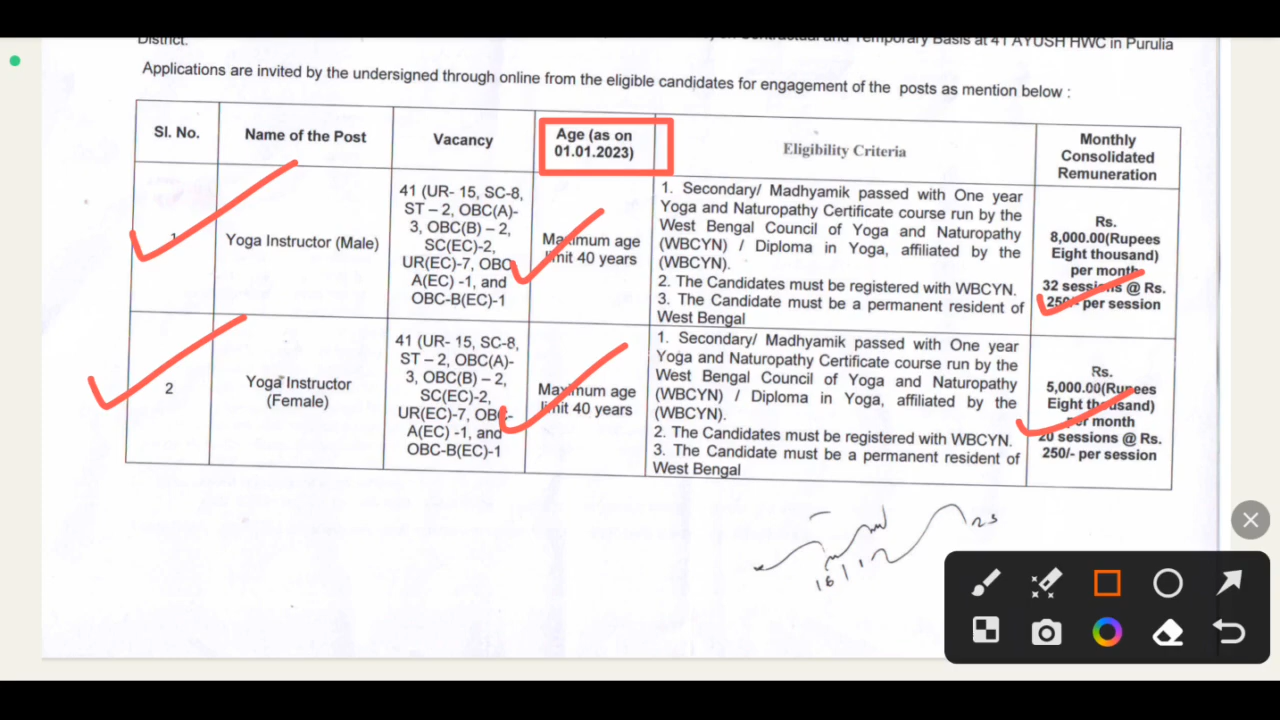 District.
Contractual and Temporary Basis at 41 AYUSH HWC in Purulia
Applications are invited by the undersigned through online from the eligible candidates for engagement of the posts as mention below :
Sl. No.
Name of the Post
Vacancy
Age (as on
01.01.2023)
Eligibility Criteria
Monthly
Consolidated
Remuneration
1
Yoga Instructor (Male)
41 (UR- 15, SC-8,
ST – 2, OBC(A)-
3, OBC(B) – 2,
SC(EC)-2,
UR(EC)-7, OBC
A(EC) -1, and
OBC-B(EC)-1
Maximum age
limit 40 years
1. Secondary/ Madhyamik passed with One year
Yoga and Naturopathy Certificate course run by the
West Bengal Council of Yoga and Naturopathy
(WBCYN) / Diploma in Yoga, affiliated by the
(WBCYN).
2. The Candidates must be registered with WBCYN.
3. The Candidate must be a permanent resident of
West Bengal
Rs.
8,000.00(Rupees
Eight thousand)
per month
32 sessions @ Rs.
250/- per session
2
Yoga Instructor
(Female)
41 (UR- 15, SC-8,
ST – 2, OBC(A)-
3, OBC(B) – 2,
SC(EC)-2,
UR(EC)-7, OBC-
A(EC) -1, and
OBC-B(EC)-1
Maximum age
limit 40 years
1. Secondary/ Madhyamik passed with One year
Yoga and Naturopathy Certificate course run by the
West Bengal Council of Yoga and Naturopathy
(WBCYN) / Diploma in Yoga, affiliated by the
(WBCYN).
2. The Candidates must be registered with WBCYN.
3. The Candidate must be a permanent resident of
West Bengal
Rs.
5,000.00(Rupees
Eight thousand)
per month
20 sessions @ Rs.
250/- per session